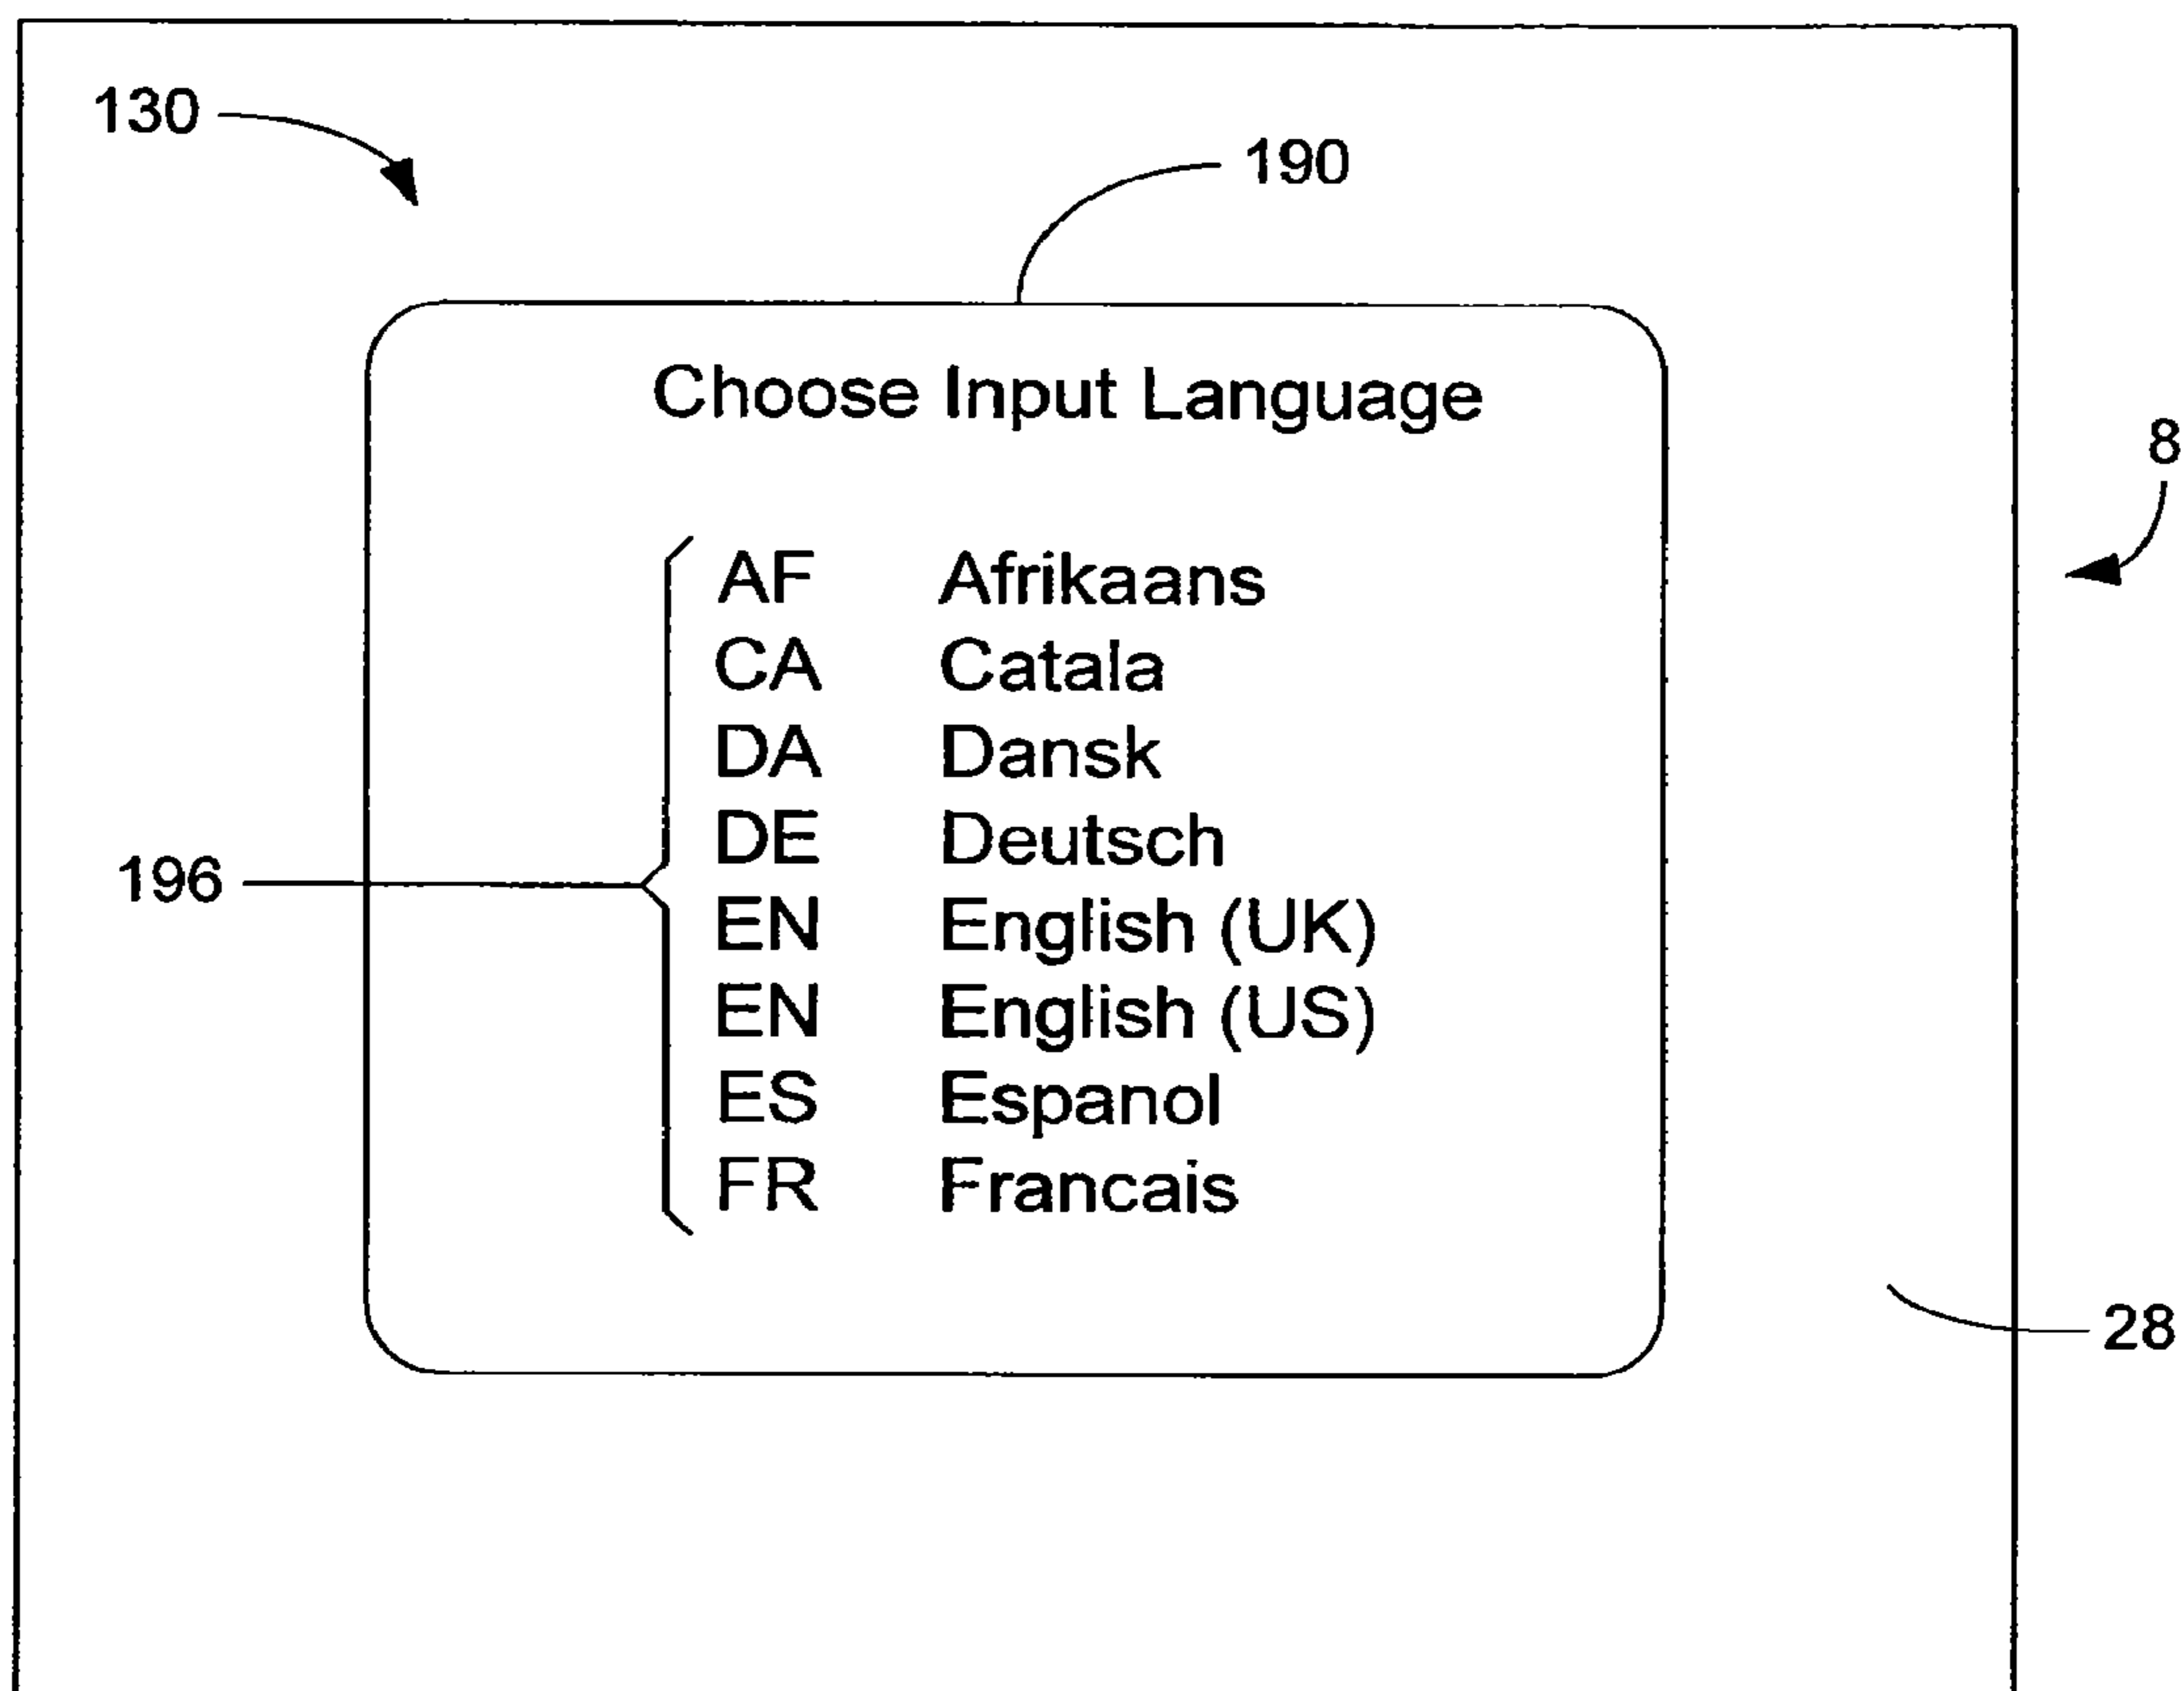 130
190
Choose Input Language
8
AF Afrikaans
CA Catala
DA Dansk
DE Deutsch
196
EN English (UK)
EN English (US)
ES Espanol
FR Francais
28